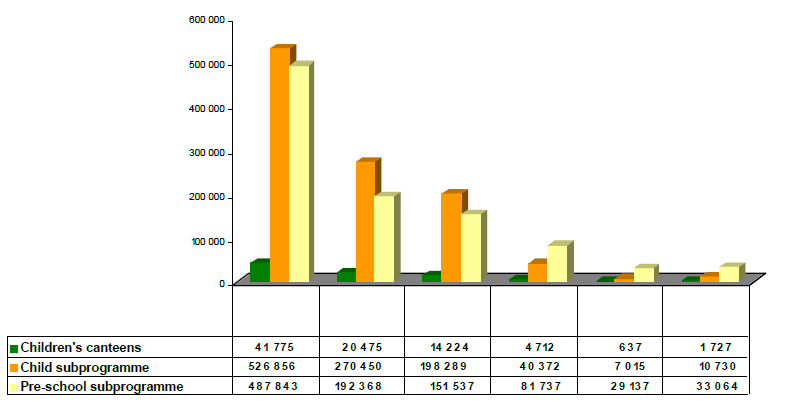 600 000
500 000
400 000
300 000
200 000
100 000
0
Children's canteens 41 775 20 475 14 224 4 712 637 1 727
Child subprogramme 526 856 270 450 198 289 40 372 7 015 10 730
Pre-school subprogramme 487 843 192 368 151 537 81 737 29 137 33 064